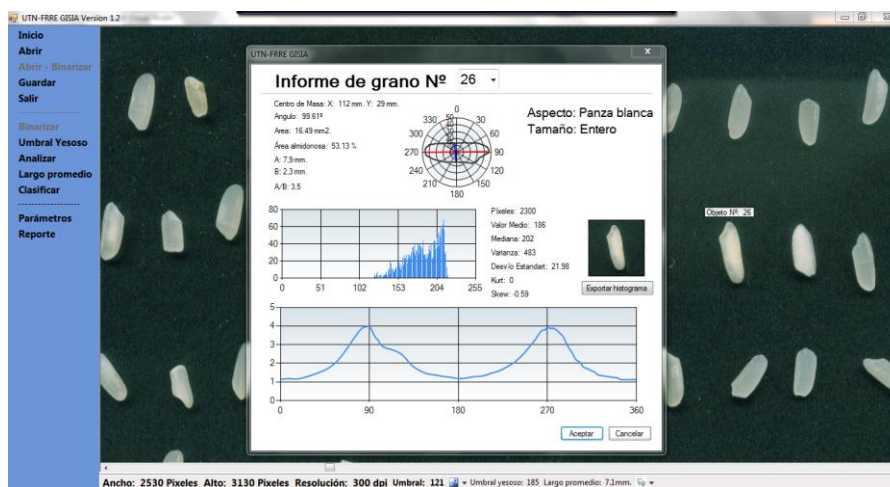 UTN-FRRE GISIA Version 1.2
Inicio
Abrir
Abrir - Binarizar
Guardar
Salir
Binarizar
Umbral Yesoso
Analizar
Largo promedio
Clasificar
-----------------
Parámetros
Reporte
UTN-FRRE GISIA
Informe de grano Nº 26
Centro de Masa: X: 112 mm. Y: 29 mm.
Angulo: 99.61º
Area: 16.49 mm2.
Área almidonosa: 53.13 %
A: 7,9 mm.
B: 2,3 mm.
A/B: 3,5
0
30
60
90
120
150
180
210
240
270
300
330
50
Aspecto: Panza blanca
Tamaño: Entero
80
60
40
20
0
0 51 102 153 204 255
Píxeles: 2300
Valor Medio: 186
Mediana: 202
Varianza: 483
Desvío Estandart: 21.98
Kurt: 0
Skew: -0.59
Exportar histograma
5
4
3
2
1
0
0 90 180 270 360
Aceptar Cancelar
Objeto Nº: 26
Ancho: 2530 Pixeles Alto: 3130 Pixeles Resolución: 300 dpi Umbral: 121 Umbral yesoso: 185 Largo promedio: 7.1mm.